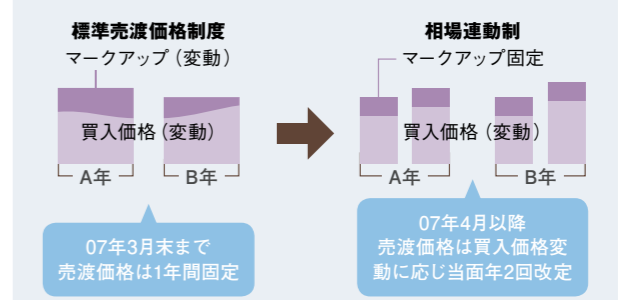 標準売渡価格制度
マークアップ（変動）
買入価格（変動）
A年
B年
07年3月末まで
売渡価格は1年間固定
相場連動制
マークアップ固定
買入価格（変動）
A年
B年
07年4月以降
売渡価格は買入価格変
動に応じ当面年2回改定